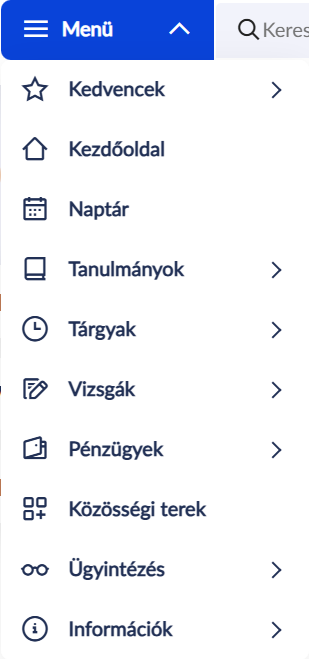 Menü
Keres
Kedvencek
Kezdőoldal
Naptár
Tanulmányok
Tárgyak
Vizsgák
Pénzügyek
Közösségi terek
Ügyintézés
Információk